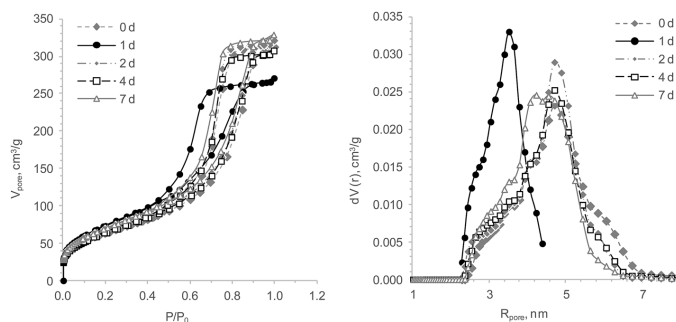 350
300
250
200
150
100
50
0
0.0 0.2 0.4 0.6 0.8 1.0 1.2
V_pore, cm³/g
P/P₀
0 d
1 d
2 d
4 d
7 d
0.035
0.030
0.025
0.020
0.015
0.010
0.005
0.000
1 3 5 7
dV (r), cm³/g
R_pore, nm
0 d
1 d
2 d
4 d
7 d